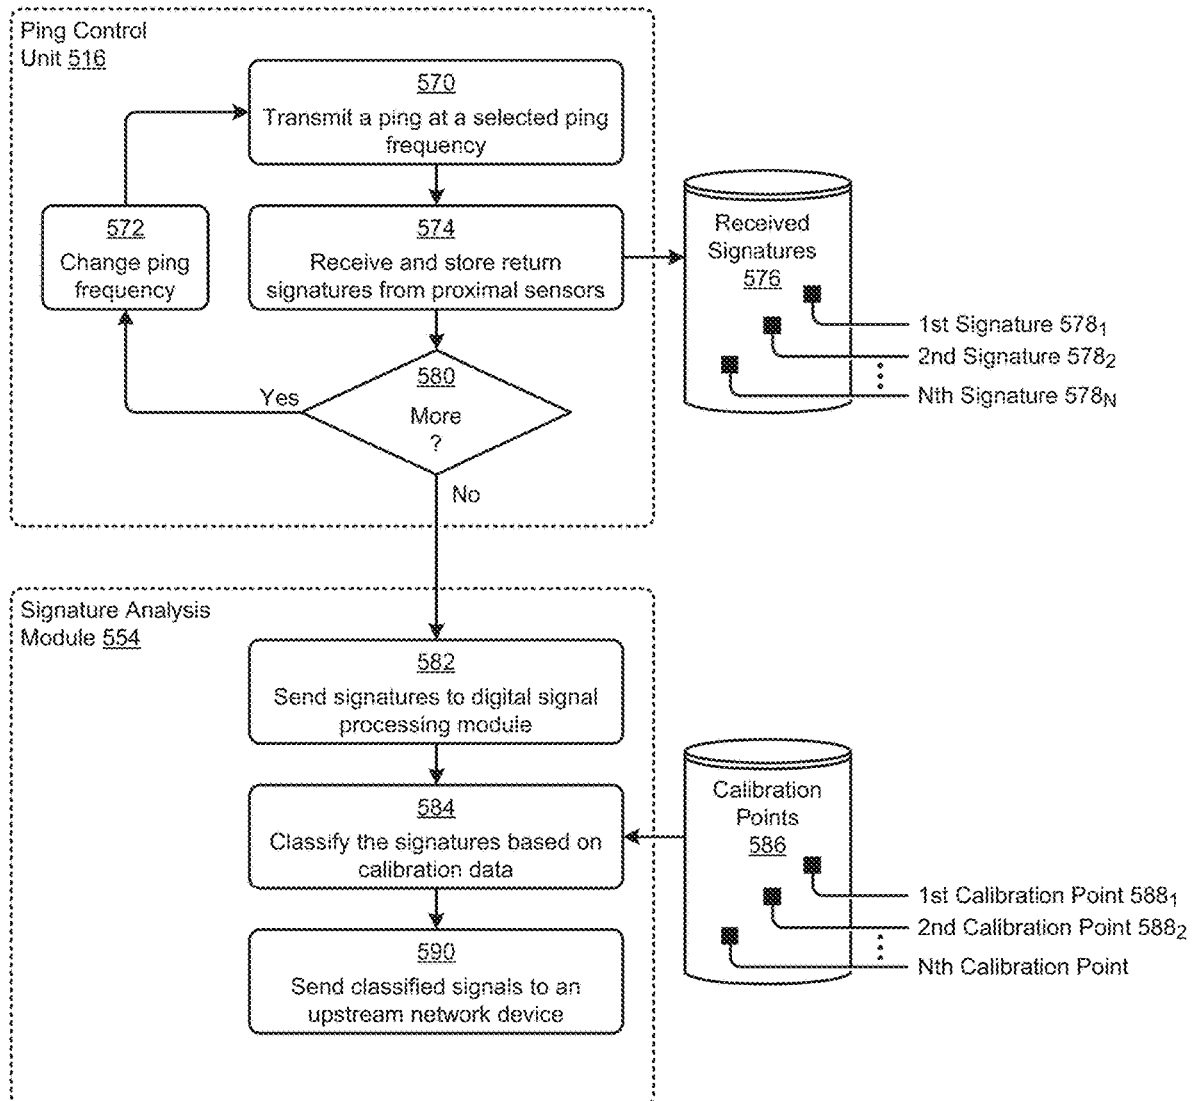 Ping Control
Unit 516
570
Transmit a ping at a selected ping
frequency
572
Change ping
frequency
574
Receive and store return
signatures from proximal sensors
Received
Signatures
576
1st Signature 578₁
2nd Signature 578₂
Nth Signature 578N
580
More
?
Yes
No
Signature Analysis
Module 554
582
Send signatures to digital signal
processing module
584
Classify the signatures based on
calibration data
Calibration
Points
586
1st Calibration Point 588₁
2nd Calibration Point 588₂
Nth Calibration Point
590
Send classified signals to an
upstream network device